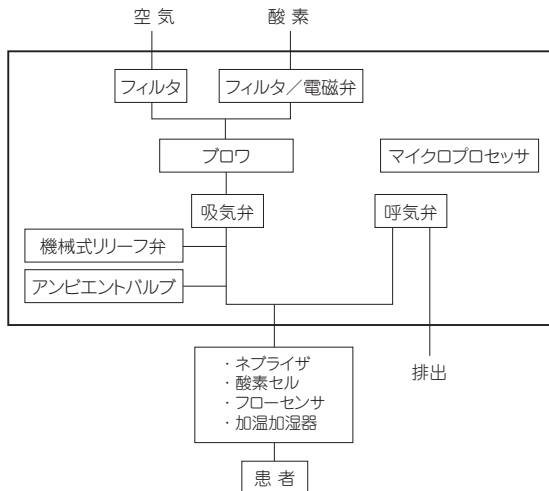 空気
酸素
フィルタ
フィルタ／電磁弁
ブロワ
マイクロプロセッサ
吸気弁
呼気弁
機械式リリーフ弁
アンビエントバルブ
・ネブライザ
・酸素セル
・フローセンサ
・加温加湿器
排出
患者